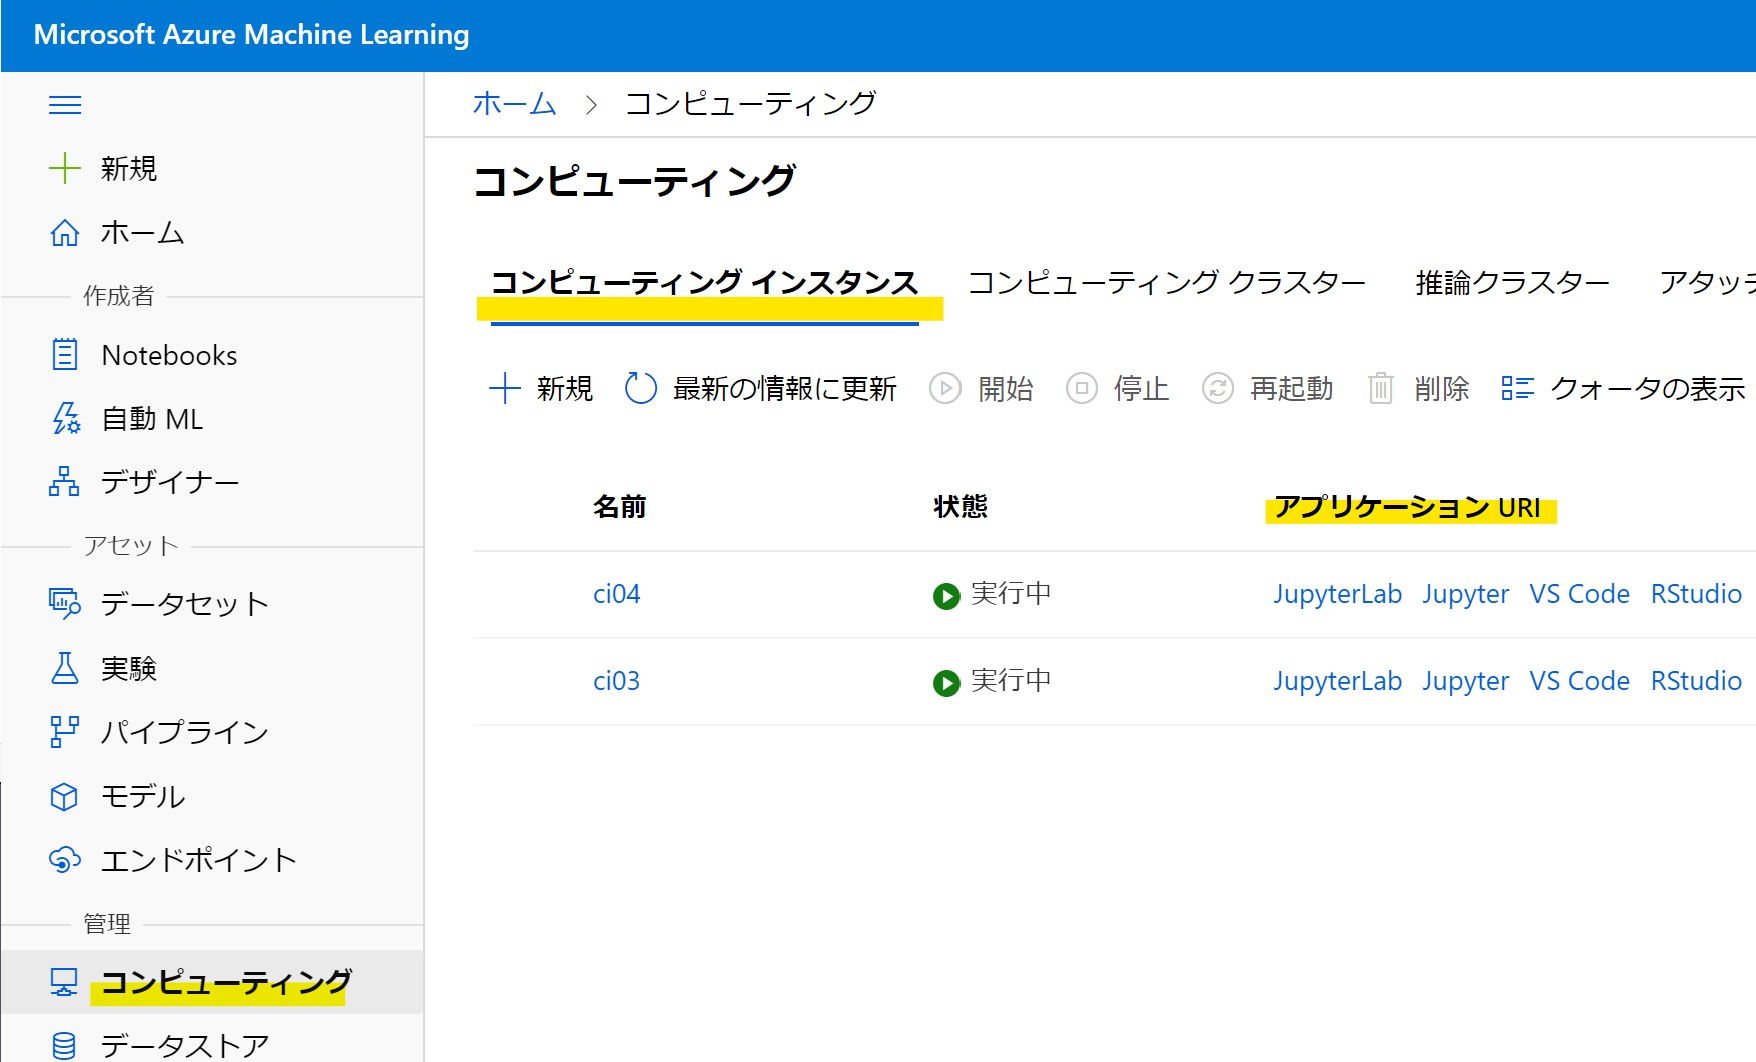 Microsoft Azure Machine Learning
新規
ホーム
作成者
Notebooks
自動 ML
デザイナー
アセット
データセット
実験
パイプライン
モデル
エンドポイント
管理
コンピューティング
データストア
ホーム > コンピューティング
コンピューティング
コンピューティング インスタンス コンピューティング クラスター 推論クラスター アタッチ
新規 最新の情報に更新 開始 停止 再起動 削除 クォータの表示
名前 状態 アプリケーション URI
ci04 実行中 JupyterLab Jupyter VS Code RStudio
ci03 実行中 JupyterLab Jupyter VS Code RStudio